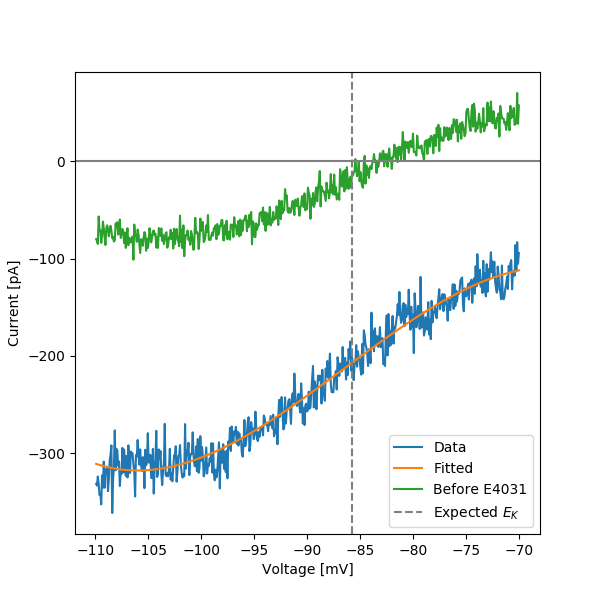 0
−100
−200
−300
Current [pA]
Data
Fitted
Before E4031
Expected E_K
−110 −105 −100 −95 −90 −85 −80 −75 −70
Voltage [mV]